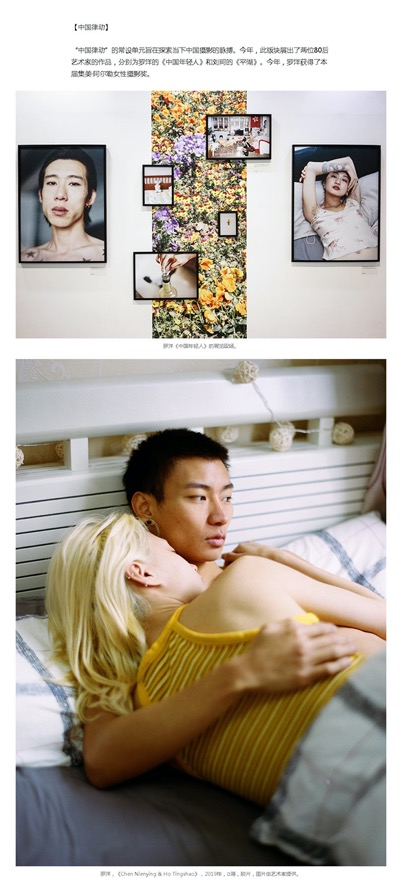 【中国律动】
“中国律动”的常设单元旨在探索当下中国摄影的脉搏。今年，此版块展出了两位80后
艺术家的作品，分别为罗洋的《中国年轻人》和刘垣的《平湖》。今年，罗洋获得了本
届集美·阿尔勒女性摄影奖。
罗洋《中国年轻人》的展览现场。
罗洋，《Chen Nianying & Ho Tingshao》，2019年，
胶片，图片由艺术家提供。